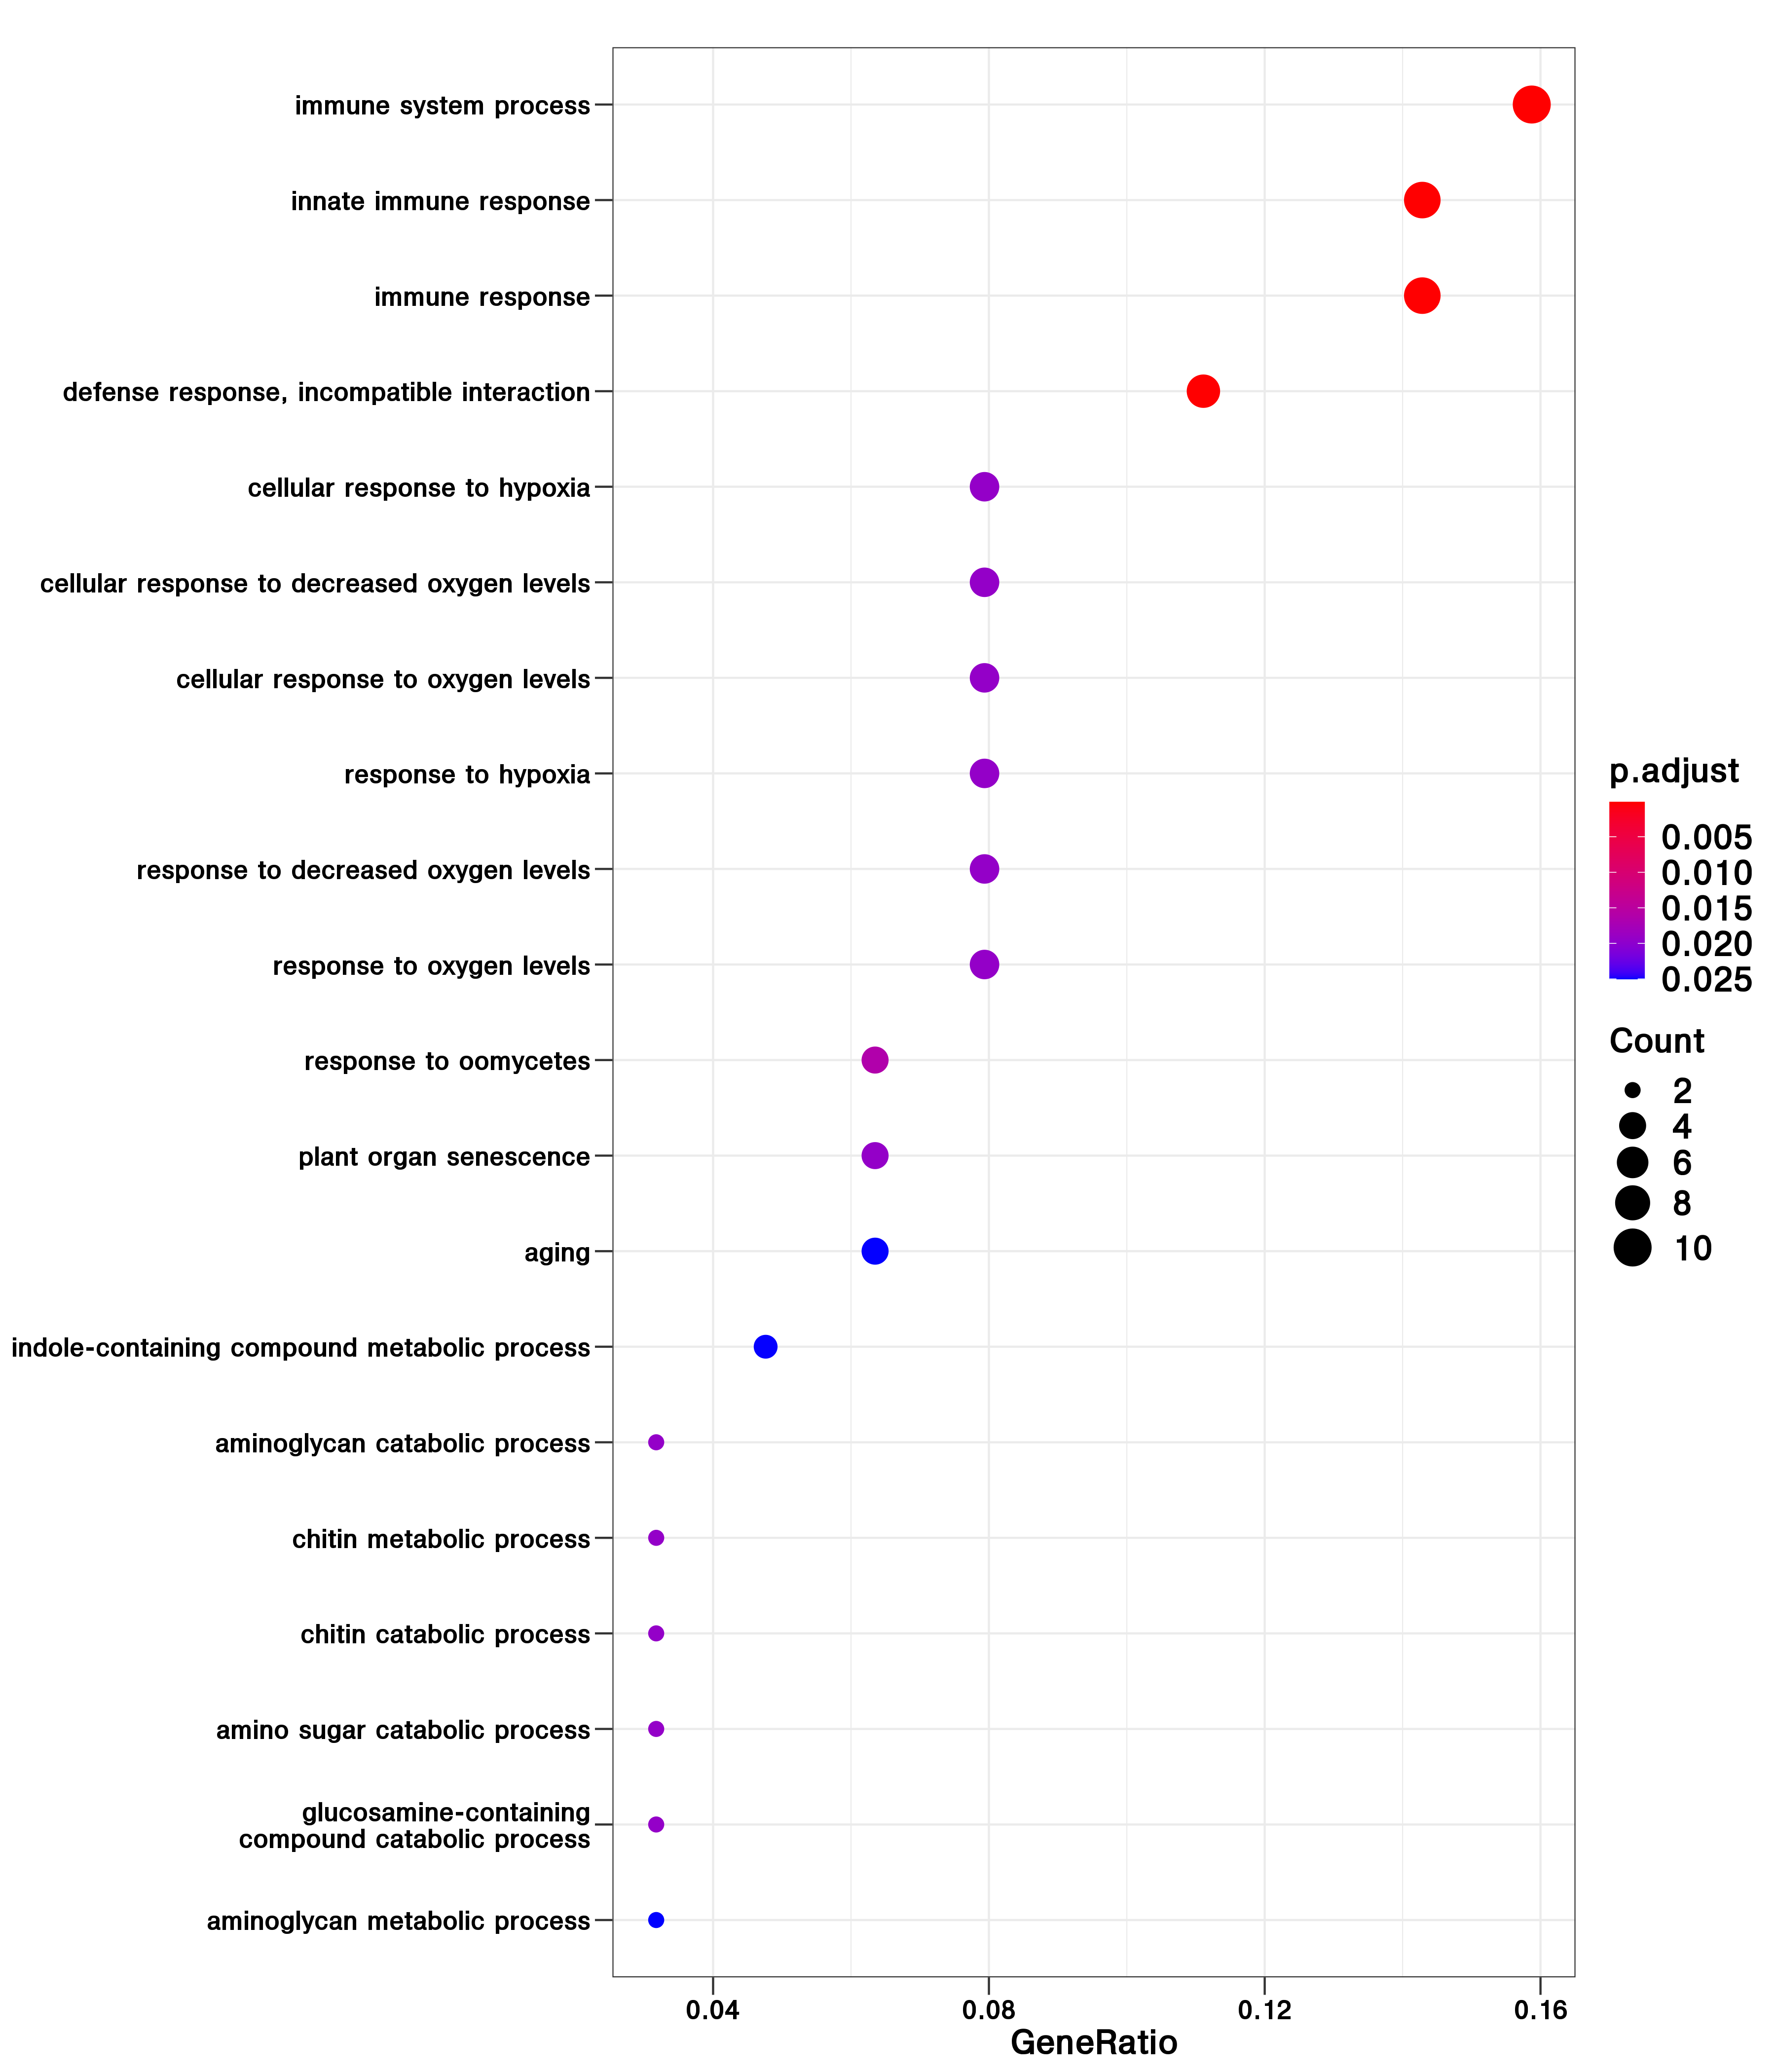 immune system process
innate immune response
immune response
defense response, incompatible interaction
cellular response to hypoxia
cellular response to decreased oxygen levels
cellular response to oxygen levels
response to hypoxia
response to decreased oxygen levels
response to oxygen levels
response to oomycetes
plant organ senescence
aging
indole-containing compound metabolic process
aminoglycan catabolic process
chitin metabolic process
chitin catabolic process
amino sugar catabolic process
glucosamine-containing
compound catabolic process
aminoglycan metabolic process
0.04 0.08 0.12 0.16
GeneRatio
p.adjust
0.005
0.010
0.015
0.020
0.025
Count
2
4
6
8
10